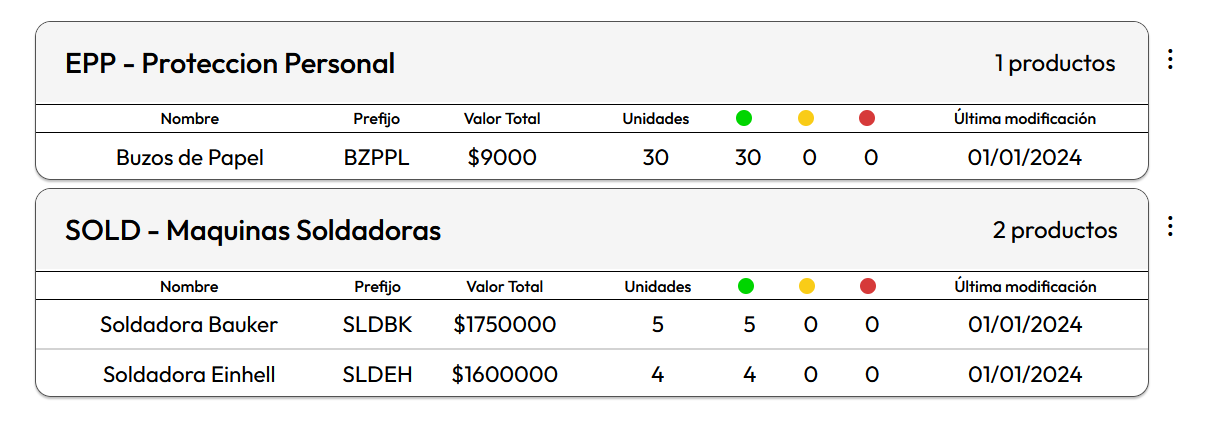 EPP - Proteccion Personal 1 productos
Nombre Prefijo Valor Total Unidades Última modificación
Buzos de Papel BZPPL $9000 30 30 0 0 01/01/2024
SOLD - Maquinas Soldadoras 2 productos
Nombre Prefijo Valor Total Unidades Última modificación
Soldadora Bauker SLDBK $1750000 5 5 0 0 01/01/2024
Soldadora Einhell SLDEH $1600000 4 4 0 0 01/01/2024